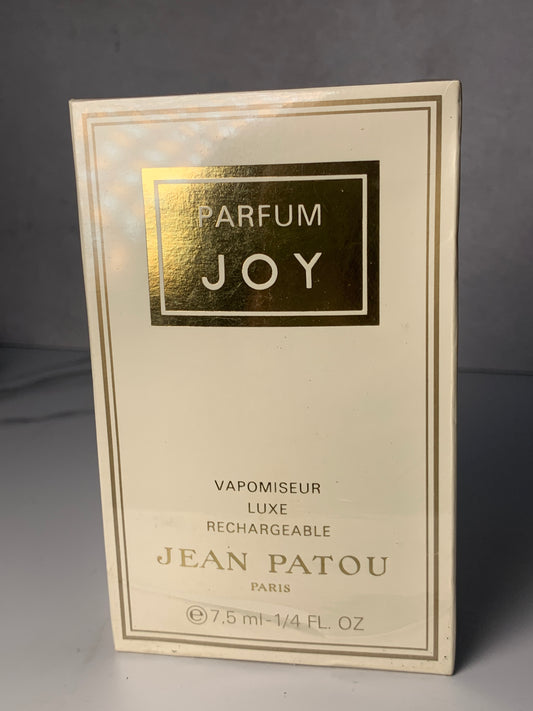 PARFUM
JOY
VAPOMISEUR
LUXE
RECHARGEABLE
JEAN PATOU
PARIS
℮7,5 ml-1/4 FL. OZ